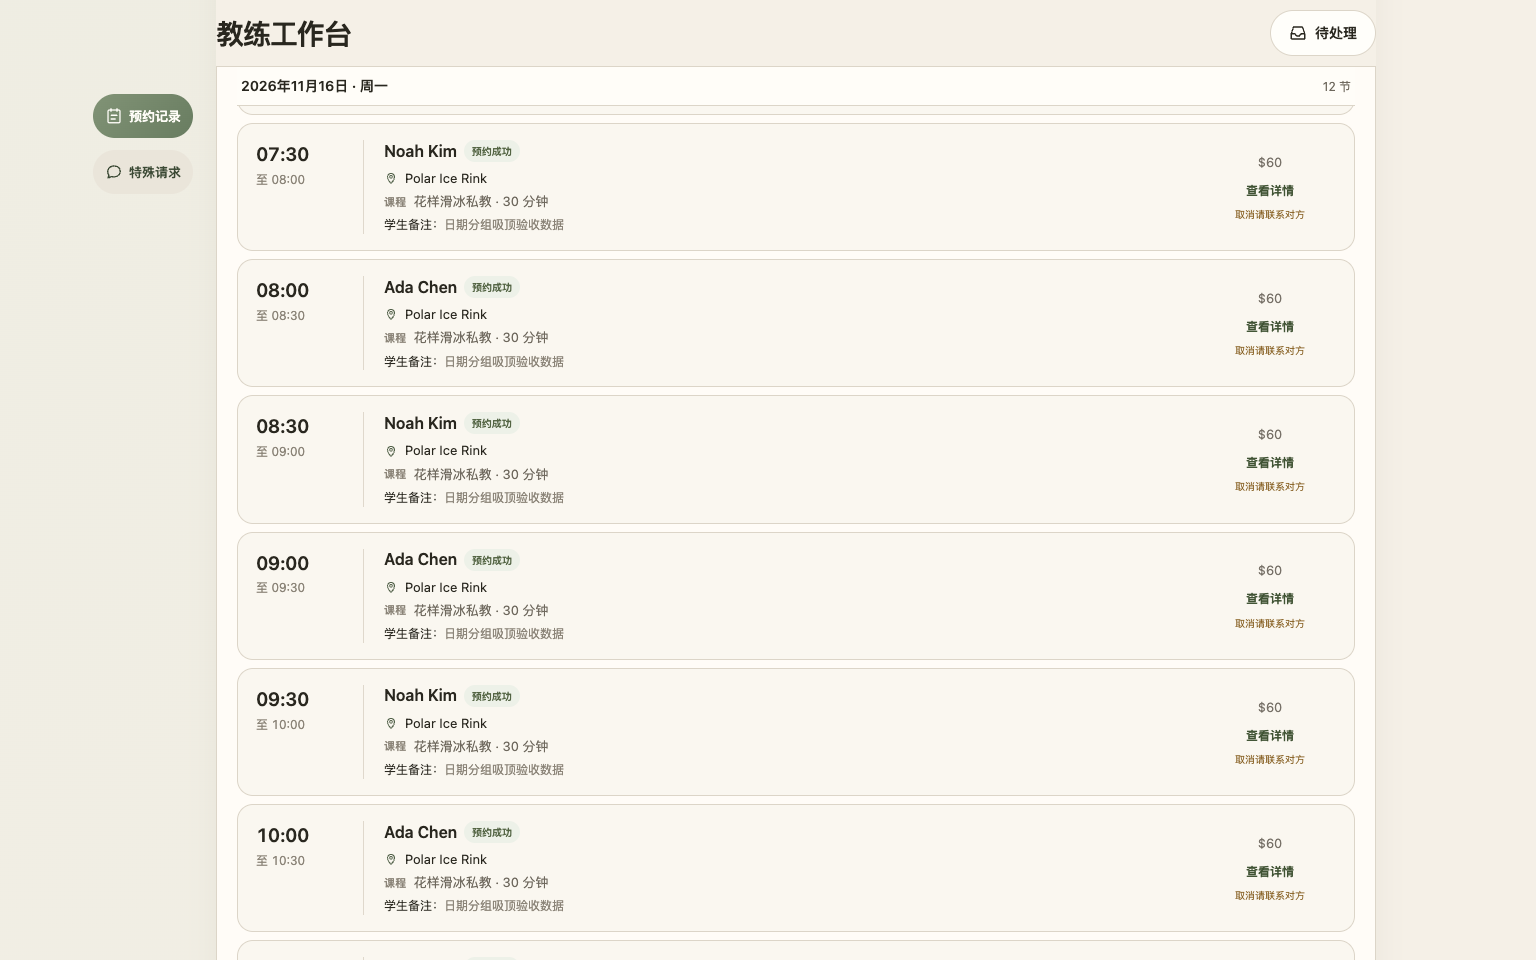 教练工作台
待处理
预约记录
特殊请求
2026年11月16日 · 周一
12 节
07:30
至 08:00
Noah Kim 预约成功
Polar Ice Rink
课程 花样滑冰私教 · 30 分钟
学生备注：日期分组吸顶验收数据
$60
查看详情
取消请联系对方
08:00
至 08:30
Ada Chen 预约成功
Polar Ice Rink
课程 花样滑冰私教 · 30 分钟
学生备注：日期分组吸顶验收数据
$60
查看详情
取消请联系对方
08:30
至 09:00
Noah Kim 预约成功
Polar Ice Rink
课程 花样滑冰私教 · 30 分钟
学生备注：日期分组吸顶验收数据
$60
查看详情
取消请联系对方
09:00
至 09:30
Ada Chen 预约成功
Polar Ice Rink
课程 花样滑冰私教 · 30 分钟
学生备注：日期分组吸顶验收数据
$60
查看详情
取消请联系对方
09:30
至 10:00
Noah Kim 预约成功
Polar Ice Rink
课程 花样滑冰私教 · 30 分钟
学生备注：日期分组吸顶验收数据
$60
查看详情
取消请联系对方
10:00
至 10:30
Ada Chen 预约成功
Polar Ice Rink
课程 花样滑冰私教 · 30 分钟
学生备注：日期分组吸顶验收数据
$60
查看详情
取消请联系对方